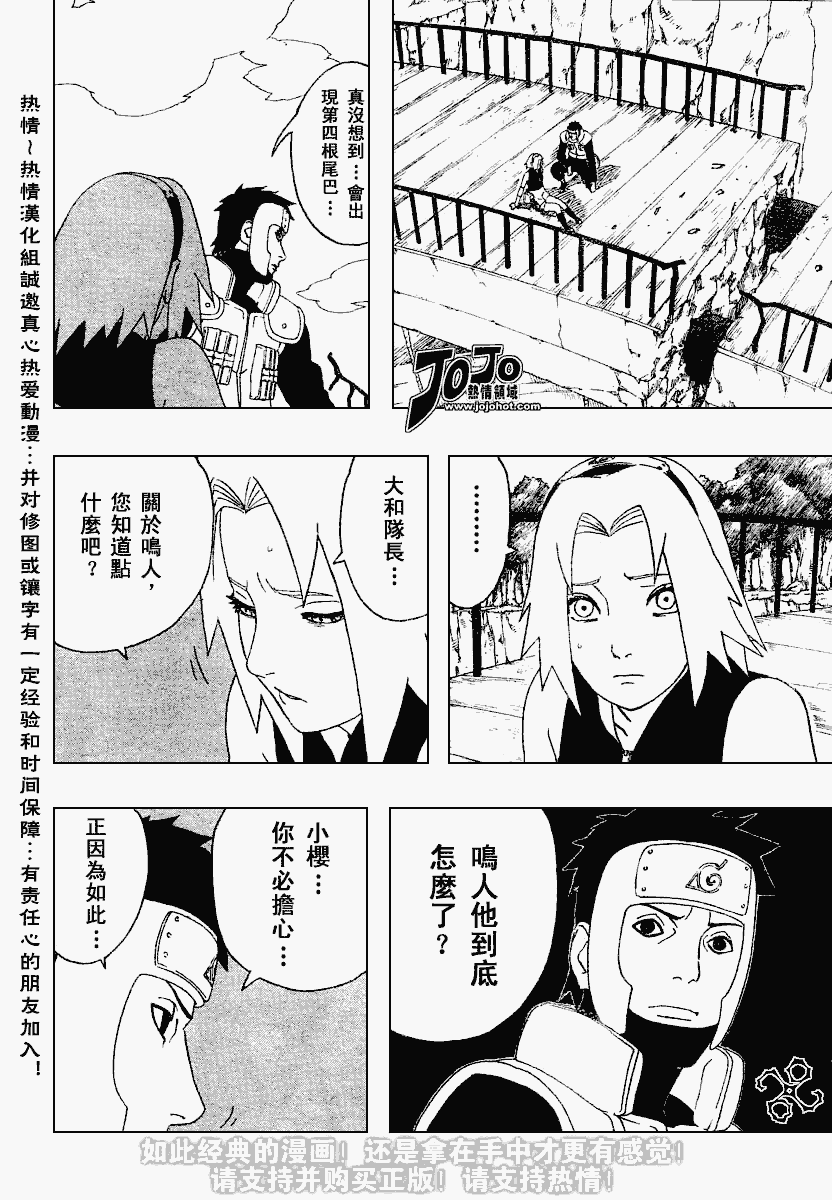 真沒想到…會出
現第四根尾巴…
JOJO
熱情領域
www.jojohot.com
………
大和隊長…
關於鳴人，
您知道點
什麼吧？
鳴人他到底
怎麼了？
小櫻…
你不必擔心…
正因為如此…
热情～热情漢化組誠邀真心热爱動漫…并对修图或镶字有一定经验和时间保障…有责任心的朋友加入！
如此经典的漫画！还是拿在手中才更有感觉！
请支持并购买正版！请支持热情！